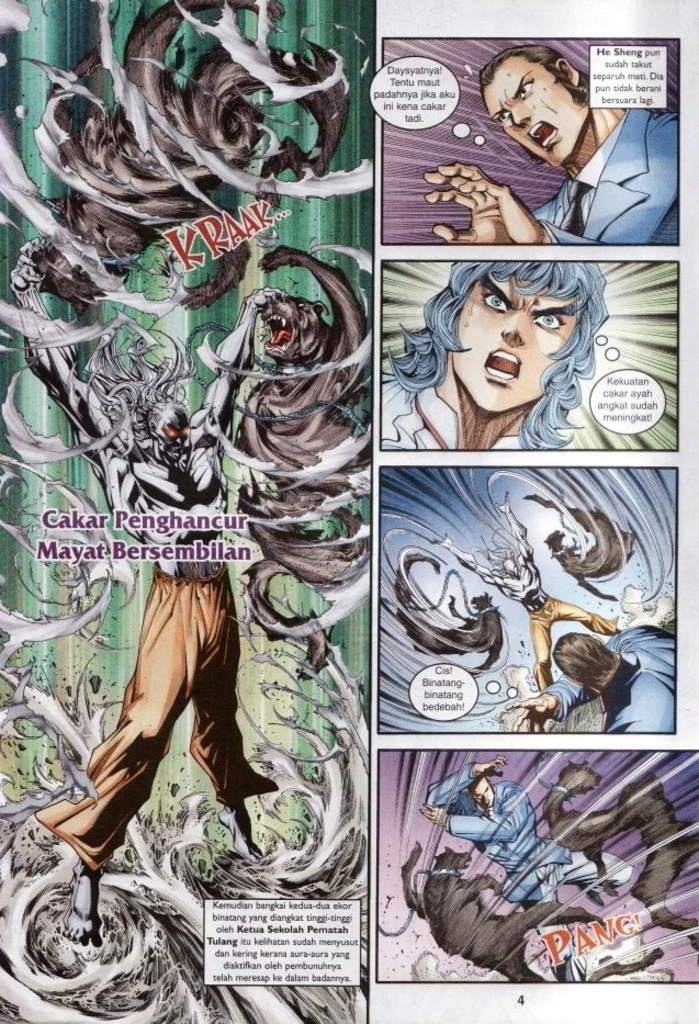 KRAAK...
Cakar Penghancur
Mayat Bersembilan
Kemudian bangkai kedua-dua ekor
binatang yang diangkat tinggi-tinggi
oleh Ketua Sekolah Pematah
Tulang itu kelihatan sudah menyusut
dan kering kerana aura-aura yang
diaktifkan oleh pembunuhnya
telah meresap ke dalam badannya.
Daysyatnya!
Tentu maut
padahnya jika aku
ini kena cakar
tadi.
He Sheng pun
sudah takut
separuh mati. Dia
pun tidak berani
bersuara lagi.
Kekuatan
cakar ayah
angkat sudah
meningkat!
Cis!
Binatang-
binatang
bedebah!
PANG!
4